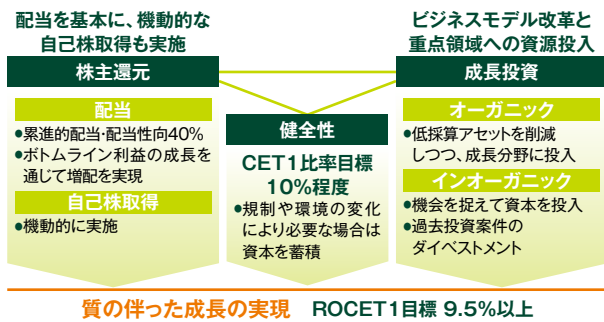 配当を基本に、機動的な
自己株取得も実施
株主還元
配当
●累進的配当・配当性向40%
●ボトムライン利益の成長を
通じて増配を実現
自己株取得
●機動的に実施
健全性
CET1比率目標
10%程度
●規制や環境の変化
により必要な場合は
資本を蓄積
ビジネスモデル改革と
重点領域への資源投入
成長投資
オーガニック
●低採算アセットを削減
しつつ、成長分野に投入
インオーガニック
●機会を捉えて資本を投入
●過去投資案件の
ダイベストメント
質の伴った成長の実現 ROCET1目標 9.5%以上